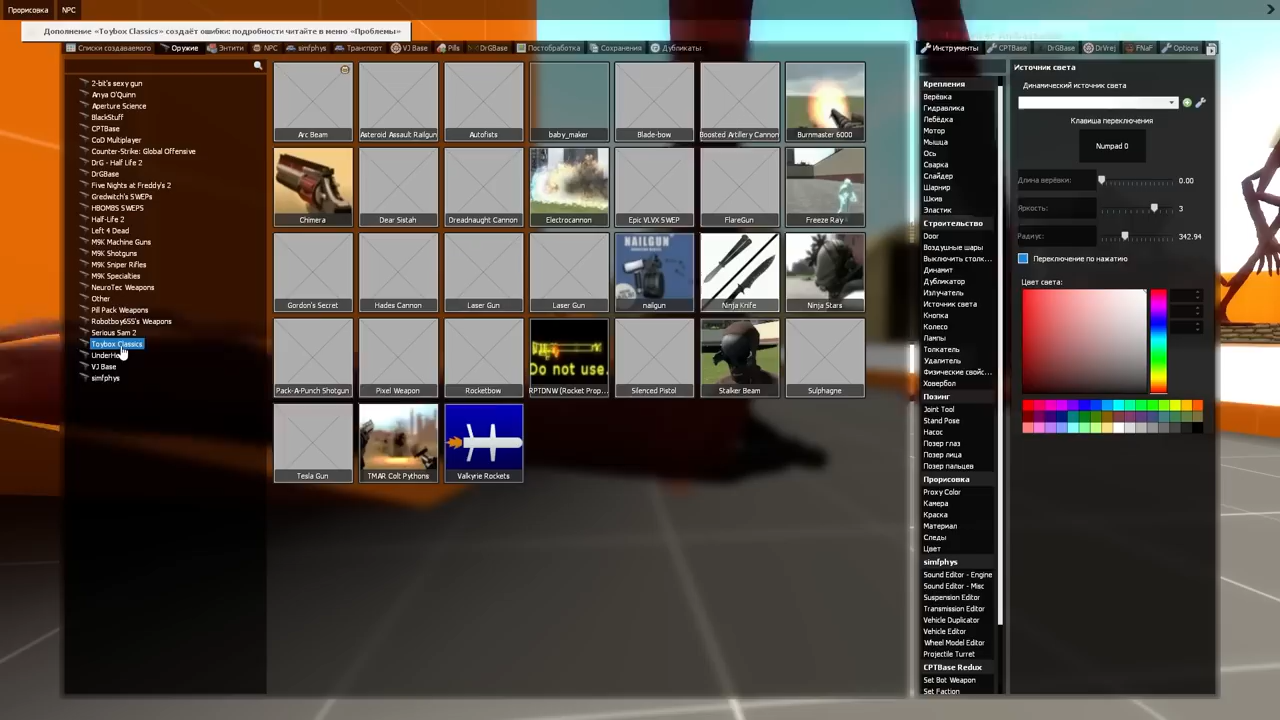 Прорисовка
NPC
Дополнение «Toybox Classics» создаёт ошибки: подробности читайте в меню «Проблемы»
Списки создаваемого
Оружие
Энтити
NPC
simfphys
Транспорт
VJ Base
Pills
DrGBase
Постобработка
Сохранения
Дубликаты
2-bit's sexy gun
Anya O'Quinn
Aperture Science
BlackStuff
CPTBase
CoD Multiplayer
Counter-Strike: Global Offensive
DrG - Half Life 2
DrGBase
Five Nights at Freddy's 2
Gredwitch's SWEPs
HBOMBS SWEPS
Half-Life 2
Left 4 Dead
M9K Machine Guns
M9K Shotguns
M9K Sniper Rifles
M9K Specialties
NeuroTec Weapons
Other
Pill Pack Weapons
Robotboy655's Weapons
Serious Sam 2
Toybox Classics
VJ Base
simfphys
Arc Beam
Asteroid Assault Railgun
Autofists
baby_maker
Blade-bow
Boosted Artillery Cannon
Burnmaster 6000
Chimera
Dear Sistah
Dreadnaught Cannon
Electrocannon
Epic VLVX SWEP
FlareGun
Freeze Ray
Gordon's Secret
Hades Cannon
Laser Gun
Laser Gun
NAILGUN
nailgun
Ninja Knife
Ninja Stars
Pack-A-Punch Shotgun
Pixel Weapon
Rocketbow
Do not use.
RPTDNW (Rocket Prop...
Silenced Pistol
Stalker Beam
Sulphagne
Tesla Gun
TMAR Colt Pythons
Valkyrie Rockets
Инструменты
CPTBase
DrGBase
DrVrej
FNaF
Options
Крепления
Верёвка
Гидравлика
Лебёдка
Мотор
Мышца
Ось
Сварка
Слайдер
Шарнир
Шкив
Эластик
Строительство
Door
Воздушные шары
Выключить столк...
Динамит
Дубликатор
Излучатель
Источник света
Кнопка
Колесо
Лампы
Толкатель
Удалитель
Физические свойс...
Ховербол
Позинг
Joint Tool
Stand Pose
Насос
Позер глаз
Позер лица
Позер пальцев
Прорисовка
Proxy Color
Камера
Краска
Материал
Следы
Цвет
simfphys
Sound Editor - Engine
Sound Editor - Misc
Suspension Editor
Transmission Editor
Vehicle Duplicator
Vehicle Editor
Wheel Model Editor
Projectile Turret
CPTBase Redux
Set Bot Weapon
Set Faction
Источник света
Динамический источник света
Клавиша переключения
Numpad 0
Длина верёвки:
0.00
Яркость:
3
Радиус:
342.94
Переключение по нажатию
Цвет света: